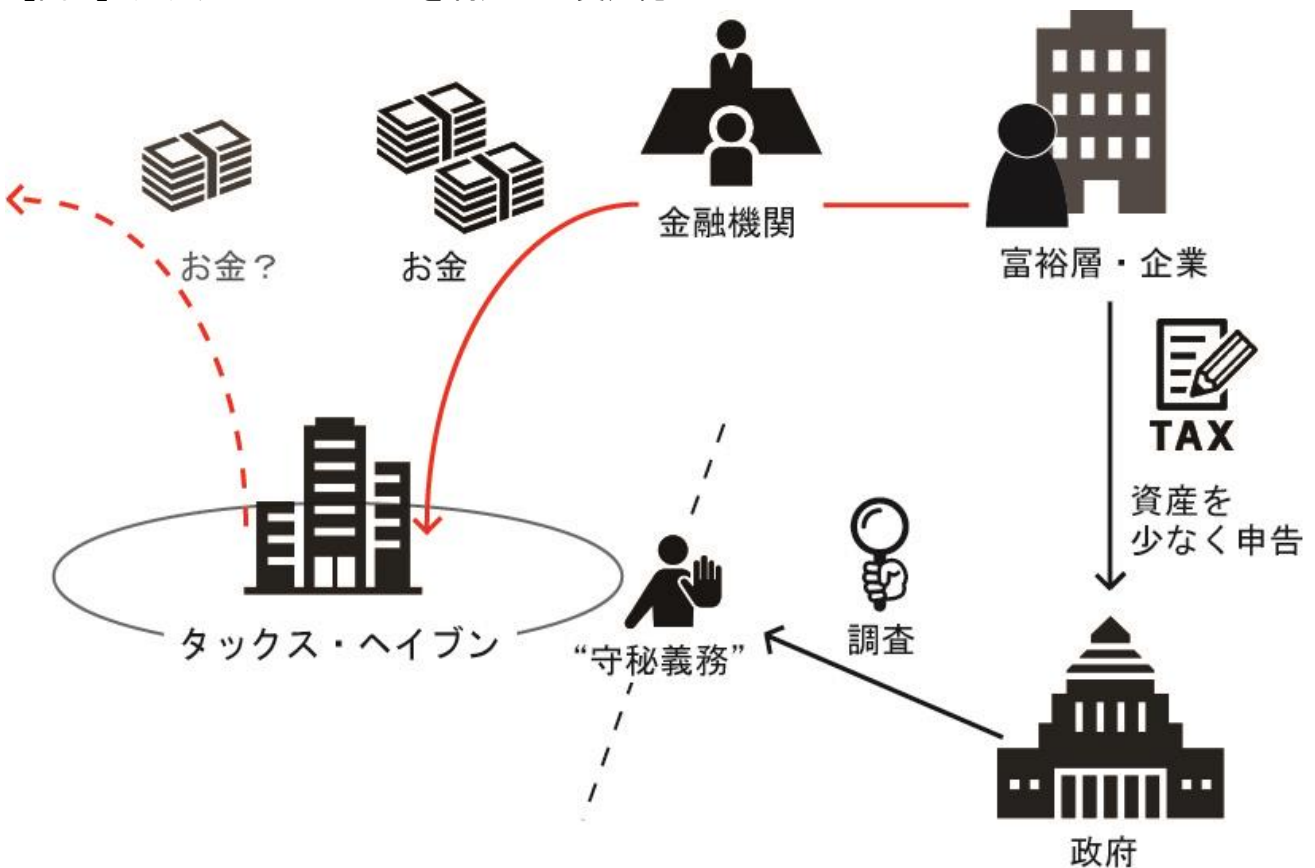 お金?
お金
金融機関
富裕層・企業
TAX
資産を
少なく申告
タックス・ヘイブン
“守秘義務”
調査
政府